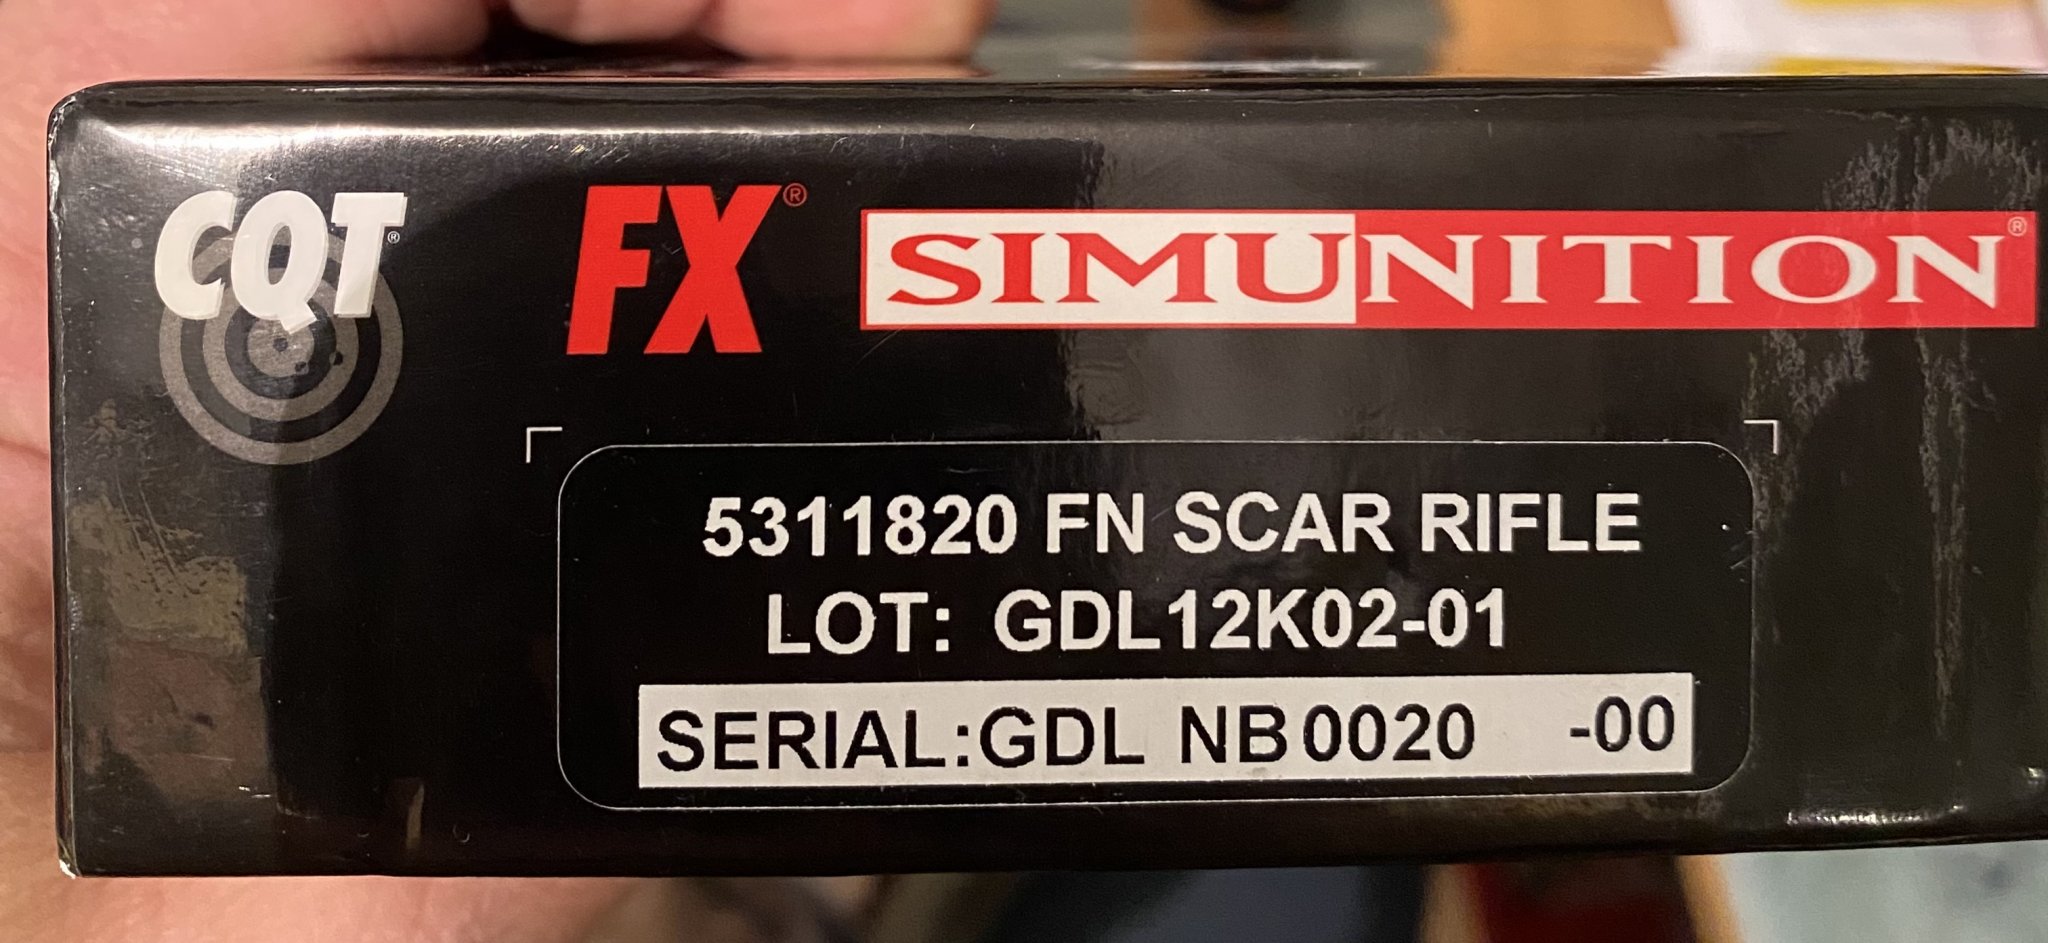 CQT®
FX® SIMUNITION®
5311820 FN SCAR RIFLE
LOT: GDL12K02-01
SERIAL:GDL NB0020 -00